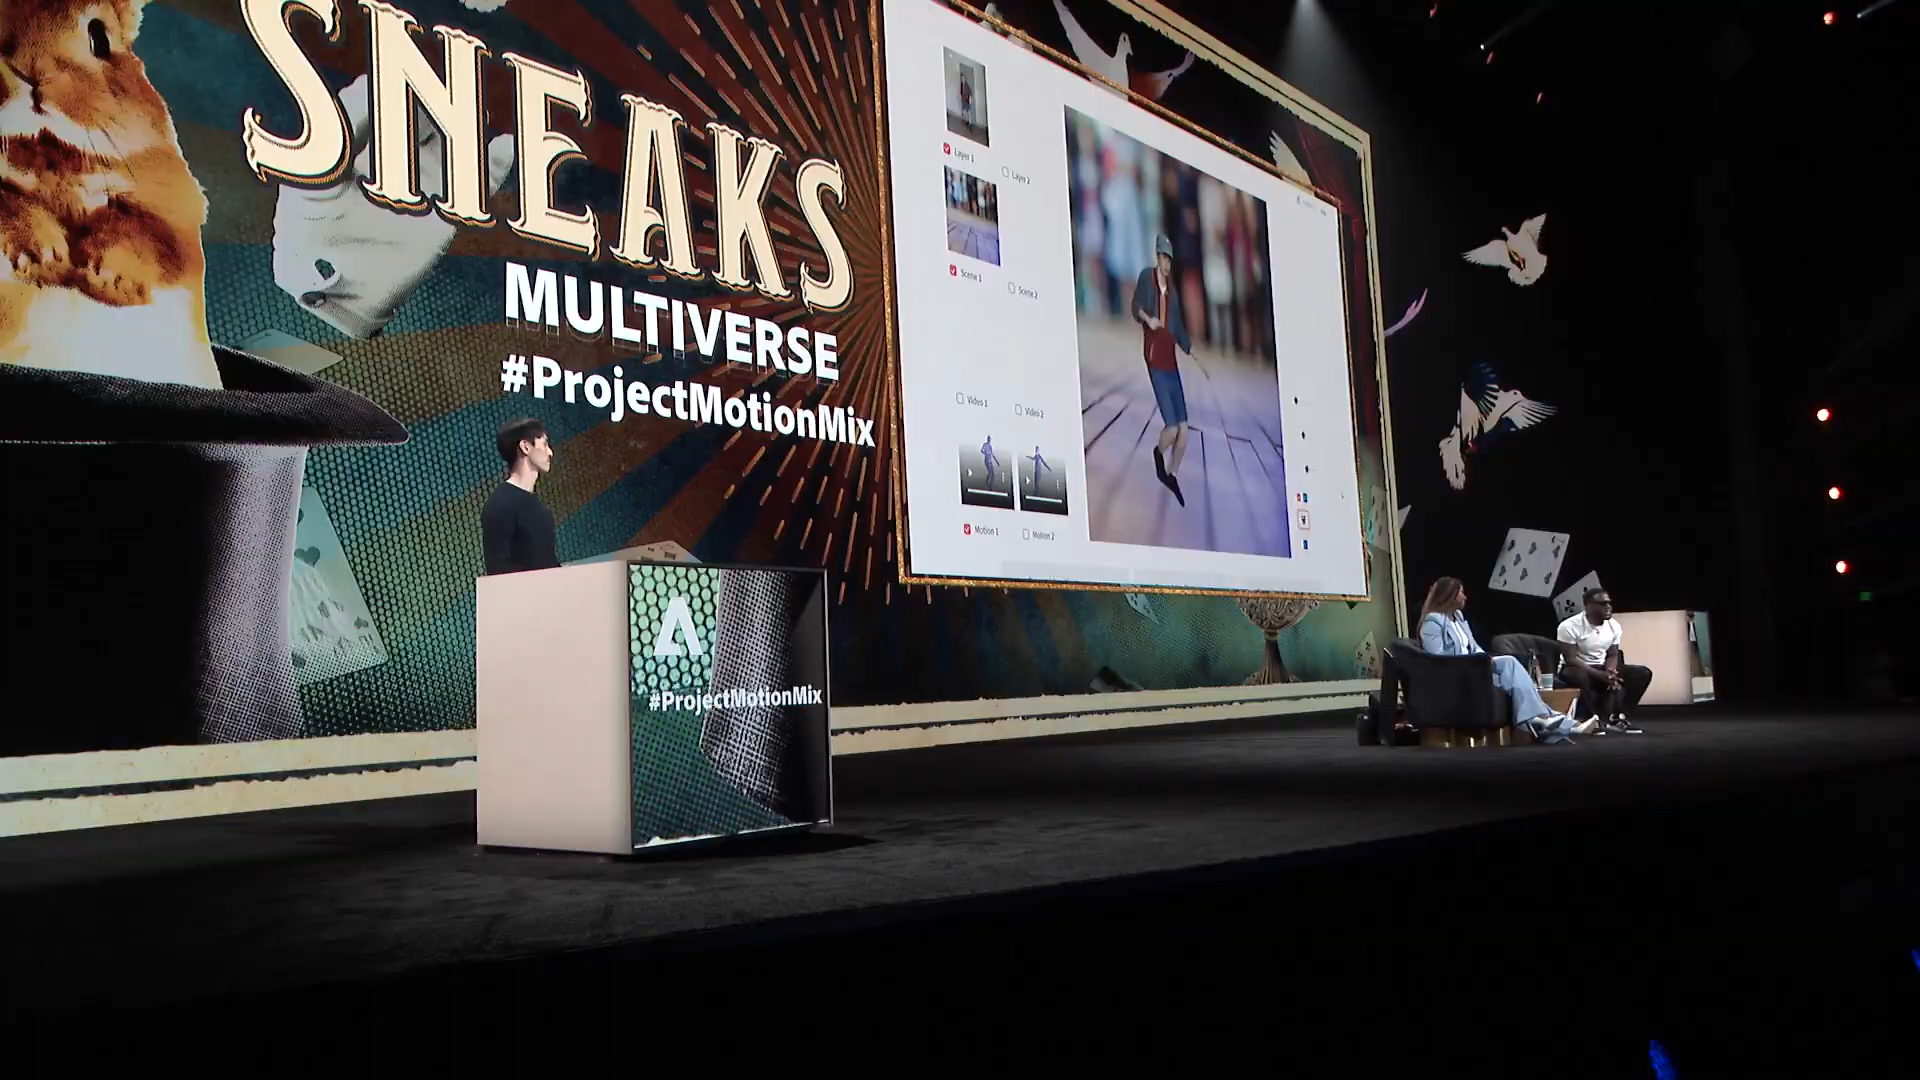 SNEAKS
MULTIVERSE
#ProjectMotionMix
Layer 1
Layer 2
Scene 1
Scene 2
Video 1
Video 2
Motion 1
Motion 2
#ProjectMotionMix